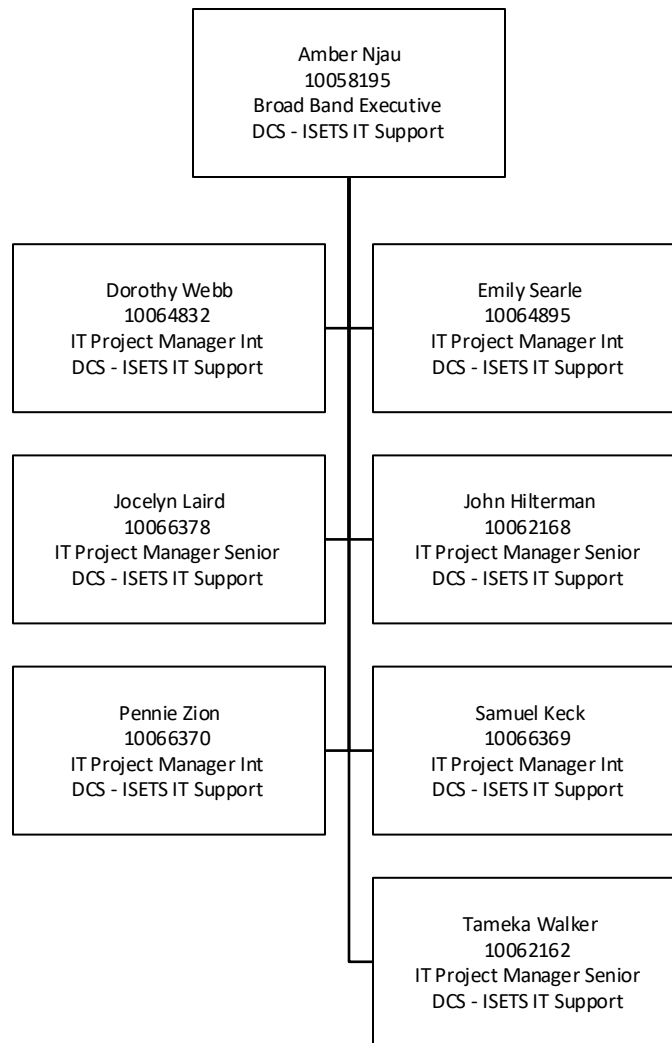 Amber Njau
10058195
Broad Band Executive
DCS - ISETS IT Support
Dorothy Webb
10064832
IT Project Manager Int
DCS - ISETS IT Support
Emily Searle
10064895
IT Project Manager Int
DCS - ISETS IT Support
Jocelyn Laird
10066378
IT Project Manager Senior
DCS - ISETS IT Support
John Hilterman
10062168
IT Project Manager Senior
DCS - ISETS IT Support
Pennie Zion
10066370
IT Project Manager Int
DCS - ISETS IT Support
Samuel Keck
10066369
IT Project Manager Int
DCS - ISETS IT Support
Tameka Walker
10062162
IT Project Manager Senior
DCS - ISETS IT Support